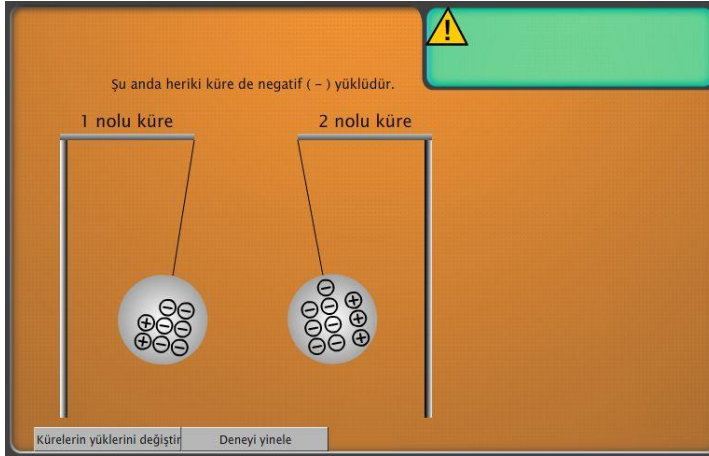 Şu anda heriki küre de negatif ( – ) yüklüdür.
1 nolu küre
2 nolu küre
Kürelerin yüklerini değiştir
Deneyi yinele